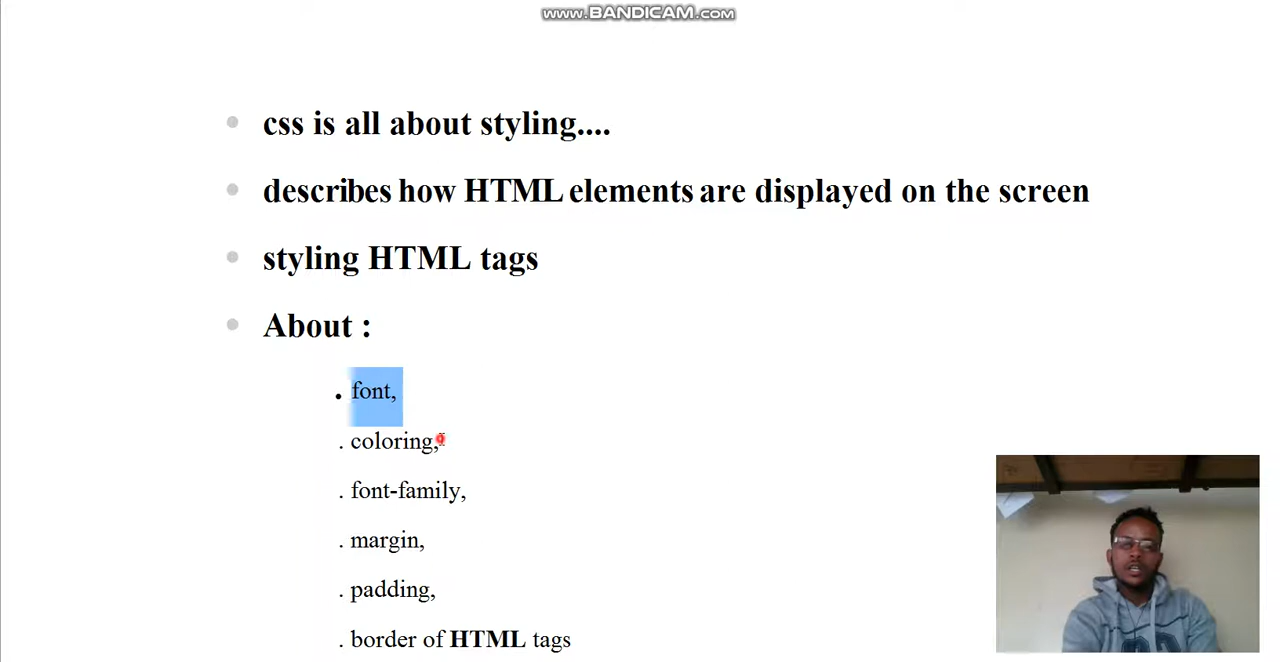 www.BANDICAM.com
css is all about styling....
describes how HTML elements are displayed on the screen
styling HTML tags
About :
. font,
. coloring,
. font-family,
. margin,
. padding,
. border of HTML tags